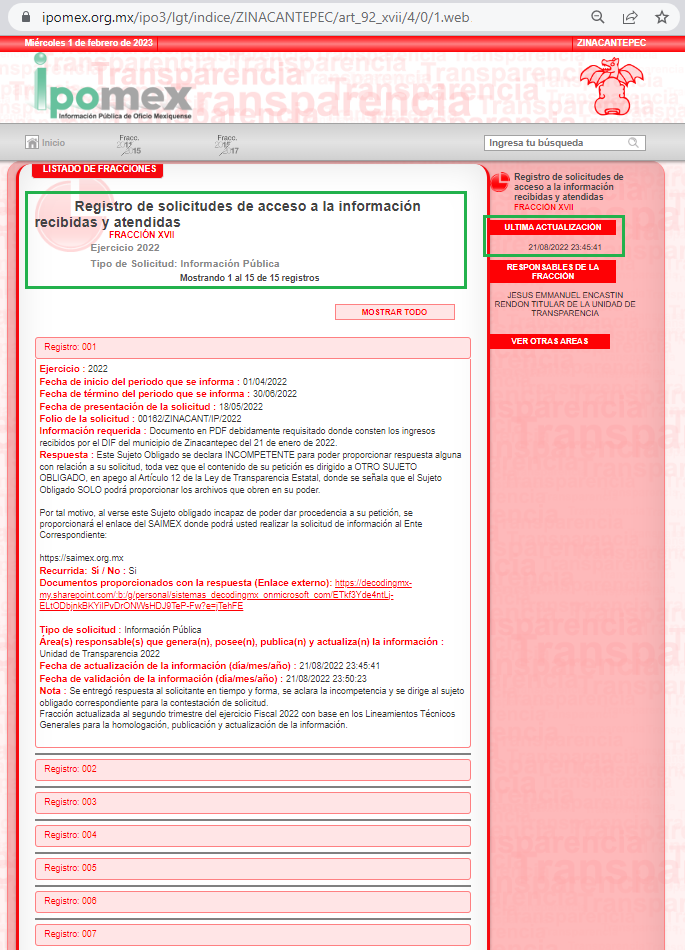 ipomex.org.mx/ipo3/lgt/indice/ZINACANTEPEC/art_92_xvii/4/0/1.web
Miércoles 1 de febrero de 2023
ZINACANTEPEC
Transparencia
ipomex
Información Pública de Oficio Mexiquense
Inicio
Fracc.
Fracc.
Ingresa tu búsqueda
LISTADO DE FRACCIONES
Registro de solicitudes de acceso a la información
recibidas y atendidas
FRACCIÓN XVII
Ejercicio 2022
Tipo de Solicitud: Información Pública
Mostrando 1 al 15 de 15 registros
MOSTRAR TODO
Registro: 001
Ejercicio : 2022
Fecha de inicio del periodo que se informa : 01/04/2022
Fecha de término del periodo que se informa : 30/06/2022
Fecha de presentación de la solicitud : 18/05/2022
Folio de la solicitud : 00162/ZINACANT/IP/2022
Información requerida : Documento en PDF debidamente requisitado donde consten los ingresos
recibidos por el DIF del municipio de Zinacantepec del 21 de enero de 2022.
Respuesta : Este Sujeto Obligado se declara INCOMPETENTE para poder proporcionar respuesta alguna
con relación a su solicitud, toda vez que el contenido de su petición es dirigido a OTRO SUJETO
OBLIGADO, en apego al Artículo 12 de la Ley de Transparencia Estatal, donde se señala que el Sujeto
Obligado SOLO podrá proporcionar los archivos que obren en su poder.
Por tal motivo, al verse este Sujeto obligado incapaz de poder dar procedencia a su petición, se
proporcionará el enlace del SAIMEX donde podrá usted realizar la solicitud de información al Ente
Correspondiente:
https://saimex.org.mx
Recurrida: Sí / No : Si
Documentos proporcionados con la respuesta (Enlace externo): https://decodingmx-
my.sharepoint.com/:b:/g/personal/sistemas_decodingmx_onmicrosoft_com/ETkf3Yde4ntLj-
ELtODbjnkBKYiIPvDrONWsHDJ9TeP-Fw?e=jTehFE
Tipo de solicitud : Información Pública
Área(s) responsable(s) que genera(n), posee(n), publica(n) y actualiza(n) la información :
Unidad de Transparencia 2022
Fecha de actualización de la información (día/mes/año) : 21/08/2022 23:45:41
Fecha de validación de la información (día/mes/año) : 21/08/2022 23:50:23
Nota : Se entregó respuesta al solicitante en tiempo y forma, se aclara la incompetencia y se dirige al sujeto
obligado correspondiente para la contestación de solicitud.
Fracción actualizada al segundo trimestre del ejercicio Fiscal 2022 con base en los Lineamientos Técnicos
Generales para la homologación, publicación y actualización de la información.
Registro: 002
Registro: 003
Registro: 004
Registro: 005
Registro: 006
Registro: 007
Registro de solicitudes de
acceso a la información
recibidas y atendidas
FRACCIÓN XVII
ULTIMA ACTUALIZACIÓN
21/08/2022 23:45:41
RESPONSABLES DE LA
FRACCIÓN
JESUS EMMANUEL ENCASTIN
RENDON TITULAR DE LA UNIDAD DE
TRANSPARENCIA
VER OTRAS AREAS